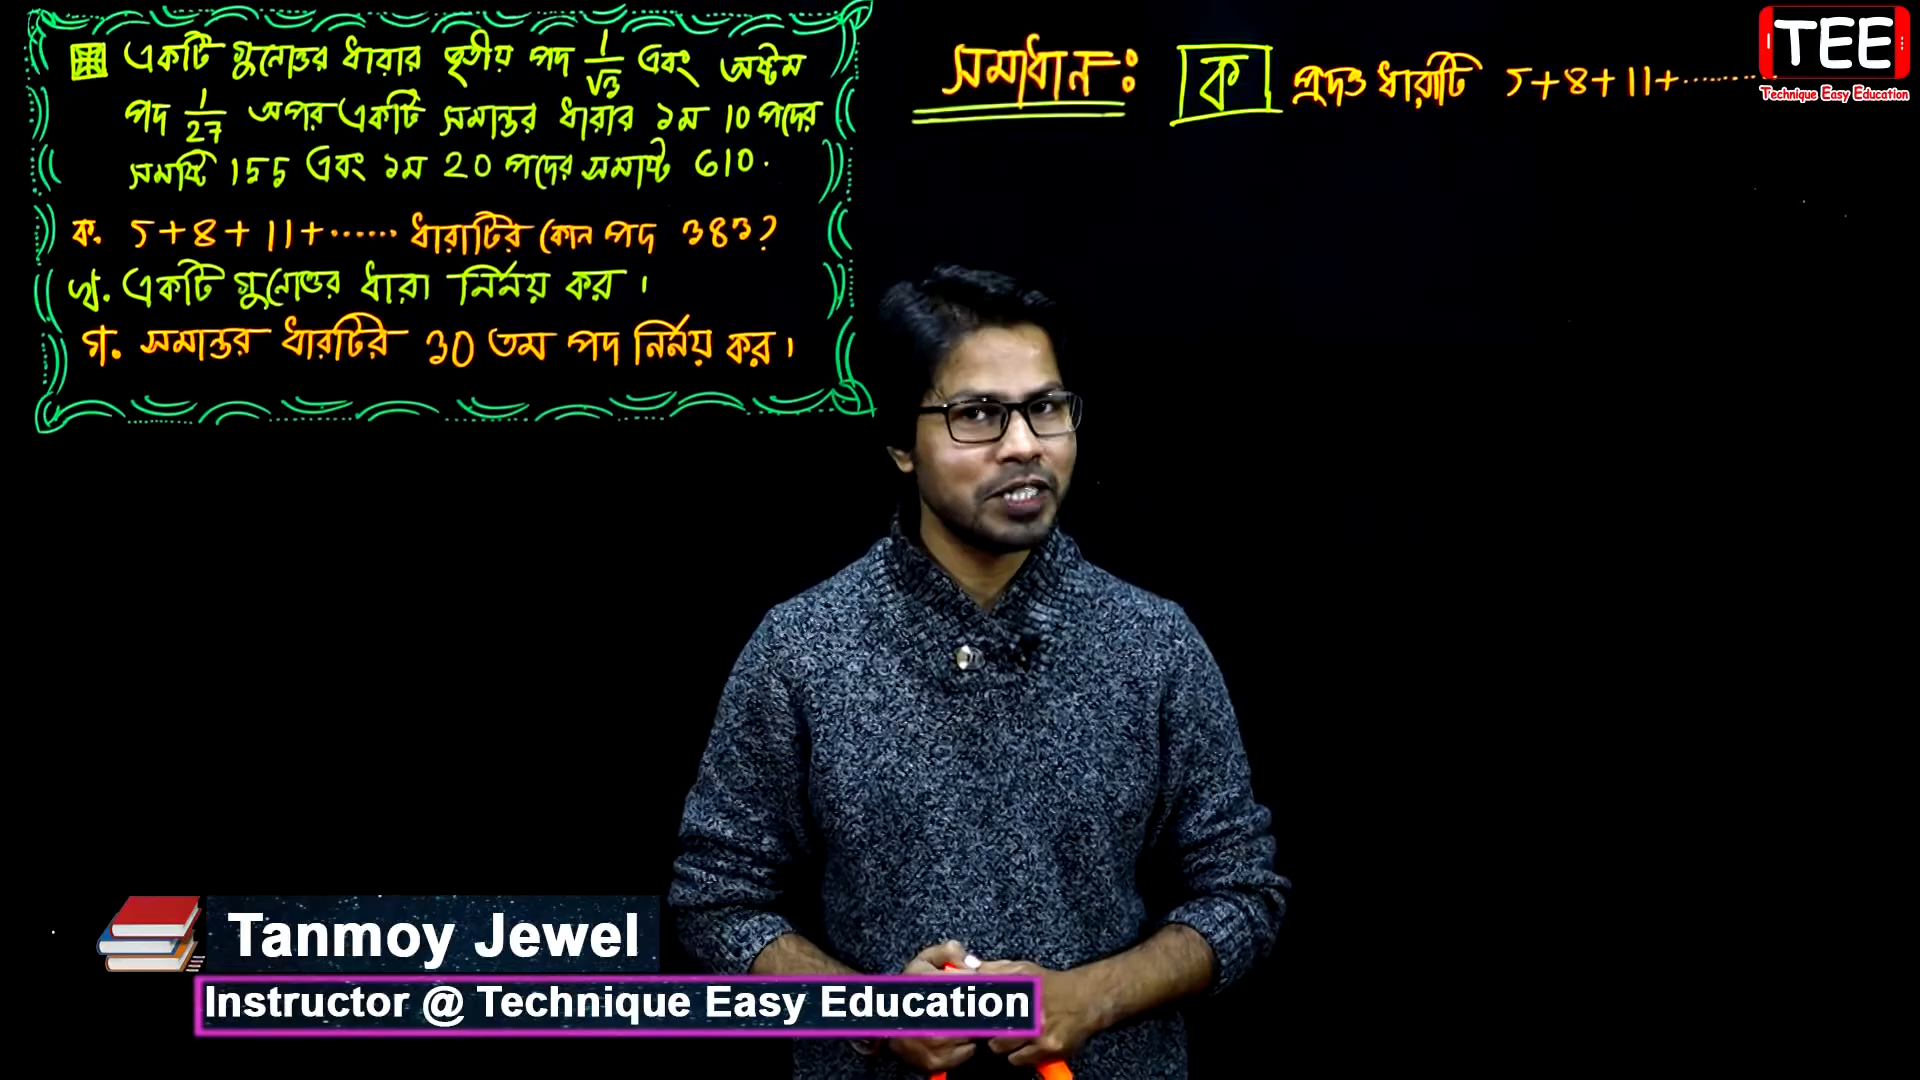 একটি গুনোত্তর ধারার তৃতীয় পদ 1/√3 এবং অষ্টম
পদ 1/27 অপর একটি সমান্তর ধারার ১ম 10 পদের
সমষ্টি 155 এবং ১ম 20 পদের সমষ্টি 610.
ক. 5+8+11+...... ধারাটির কোন পদ 383?
খ. একটি গুনোত্তর ধারা নির্নয় কর।
গ. সমান্তর ধারটির 30 তম পদ নির্নয় কর।
সমাধানঃ ক প্রদত্ত ধারাটি 5+8+11+.........
TEE
Technique Easy Education
Tanmoy Jewel
Instructor @ Technique Easy Education